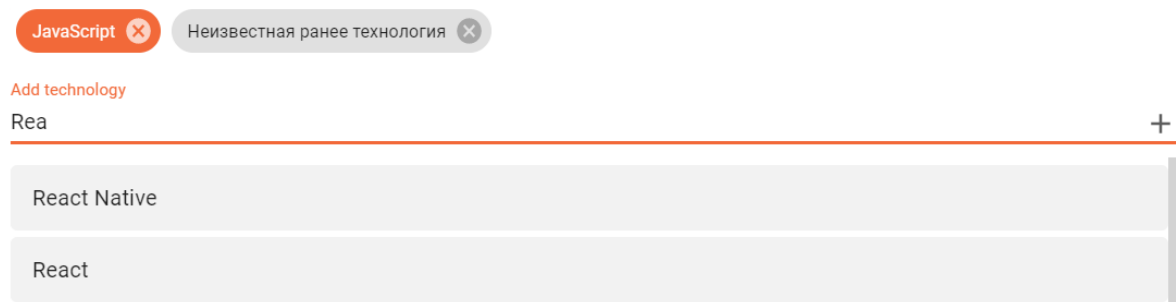 JavaScript Неизвестная ранее технология
Add technology
Rea
React Native
React